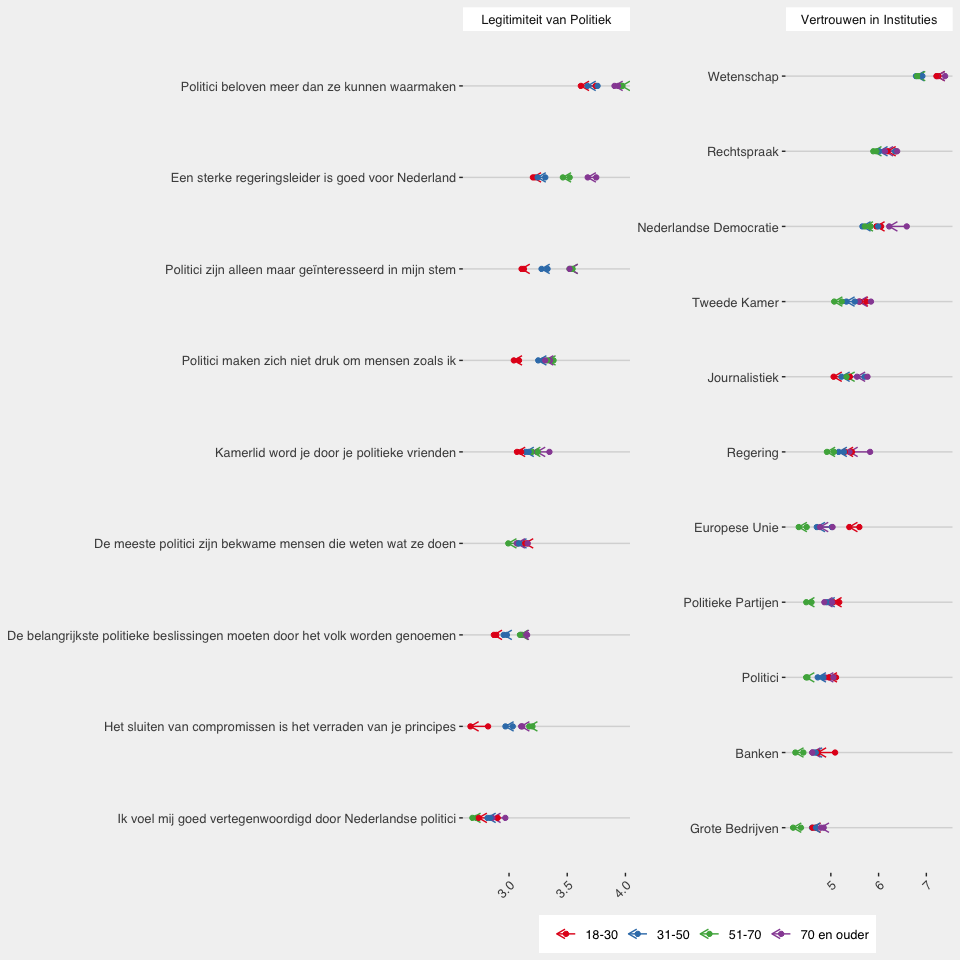 Legitimiteit van Politiek
Politici beloven meer dan ze kunnen waarmaken
Een sterke regeringsleider is goed voor Nederland
Politici zijn alleen maar geïnteresseerd in mijn stem
Politici maken zich niet druk om mensen zoals ik
Kamerlid word je door je politieke vrienden
De meeste politici zijn bekwame mensen die weten wat ze doen
De belangrijkste politieke beslissingen moeten door het volk worden genoemen
Het sluiten van compromissen is het verraden van je principes
Ik voel mij goed vertegenwoordigd door Nederlandse politici
3.0 3.5 4.0
Vertrouwen in Instituties
Wetenschap
Rechtspraak
Nederlandse Democratie
Tweede Kamer
Journalistiek
Regering
Europese Unie
Politieke Partijen
Politici
Banken
Grote Bedrijven
5 6 7
18-30 31-50 51-70 70 en ouder